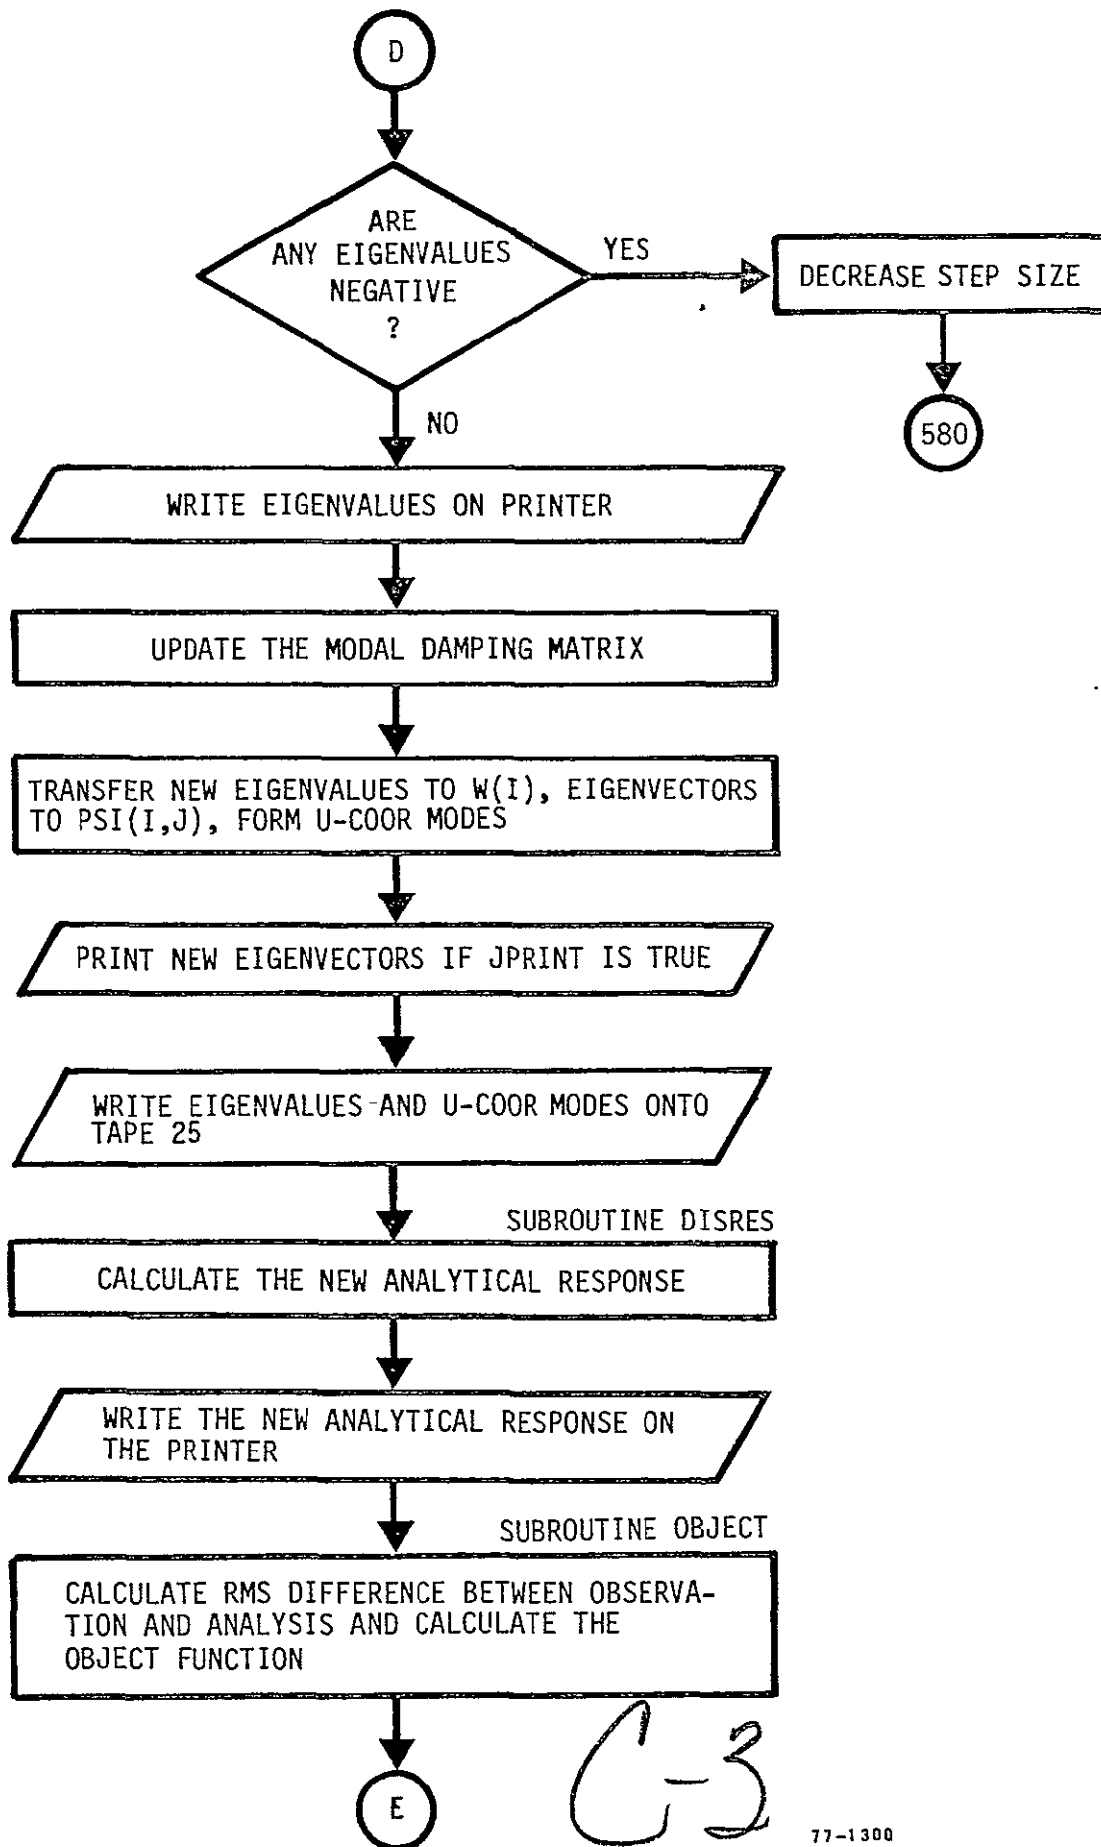 D
ARE
ANY EIGENVALUES
NEGATIVE
?
YES
DECREASE STEP SIZE
580
NO
WRITE EIGENVALUES ON PRINTER
UPDATE THE MODAL DAMPING MATRIX
TRANSFER NEW EIGENVALUES TO W(I), EIGENVECTORS
TO PSI(I,J), FORM U-COOR MODES
PRINT NEW EIGENVECTORS IF JPRINT IS TRUE
WRITE EIGENVALUES AND U-COOR MODES ONTO
TAPE 25
SUBROUTINE DISRES
CALCULATE THE NEW ANALYTICAL RESPONSE
WRITE THE NEW ANALYTICAL RESPONSE ON
THE PRINTER
SUBROUTINE OBJECT
CALCULATE RMS DIFFERENCE BETWEEN OBSERVA-
TION AND ANALYSIS AND CALCULATE THE
OBJECT FUNCTION
E
C-3
77-1300